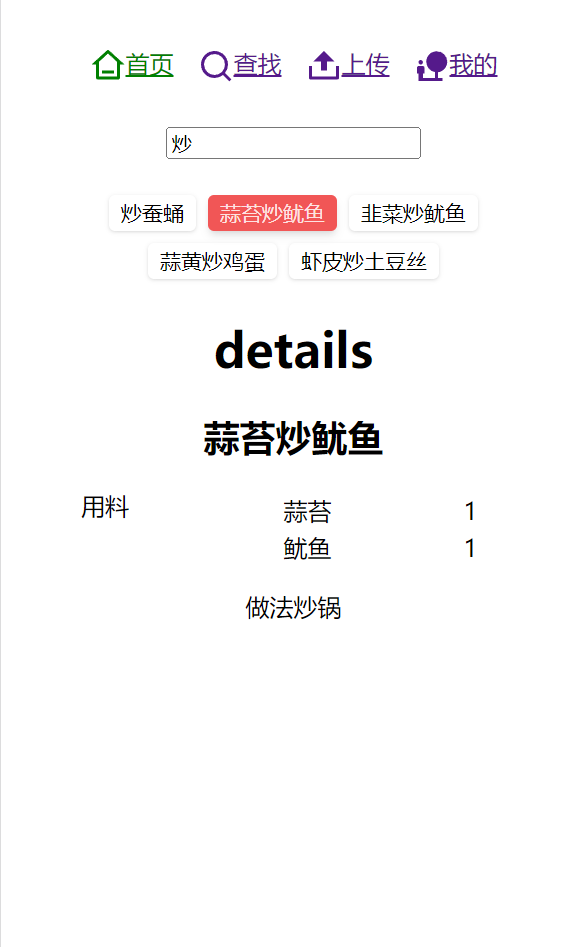 首页 查找 上传 我的
炒
炒蚕蛹 蒜苔炒鱿鱼 韭菜炒鱿鱼
蒜黄炒鸡蛋 虾皮炒土豆丝
details
蒜苔炒鱿鱼
用料 蒜苔 1
鱿鱼 1
做法炒锅